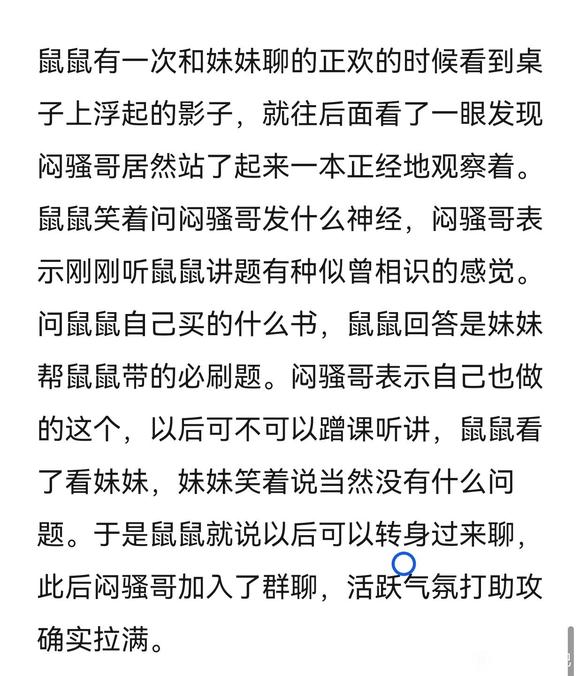 鼠鼠有一次和妹妹聊的正欢的时候看到桌
子上浮起的影子，就往后面看了一眼发现
闷骚哥居然站了起来一本正经地观察着。
鼠鼠笑着问闷骚哥发什么神经，闷骚哥表
示刚刚听鼠鼠讲题有种似曾相识的感觉。
问鼠鼠自己买的什么书，鼠鼠回答是妹妹
帮鼠鼠带的必刷题。闷骚哥表示自己也做
的这个，以后可不可以蹭课听讲，鼠鼠看
了看妹妹，妹妹笑着说当然没有什么问
题。于是鼠鼠就说以后可以转身过来聊，
此后闷骚哥加入了群聊，活跃气氛打助攻
确实拉满。